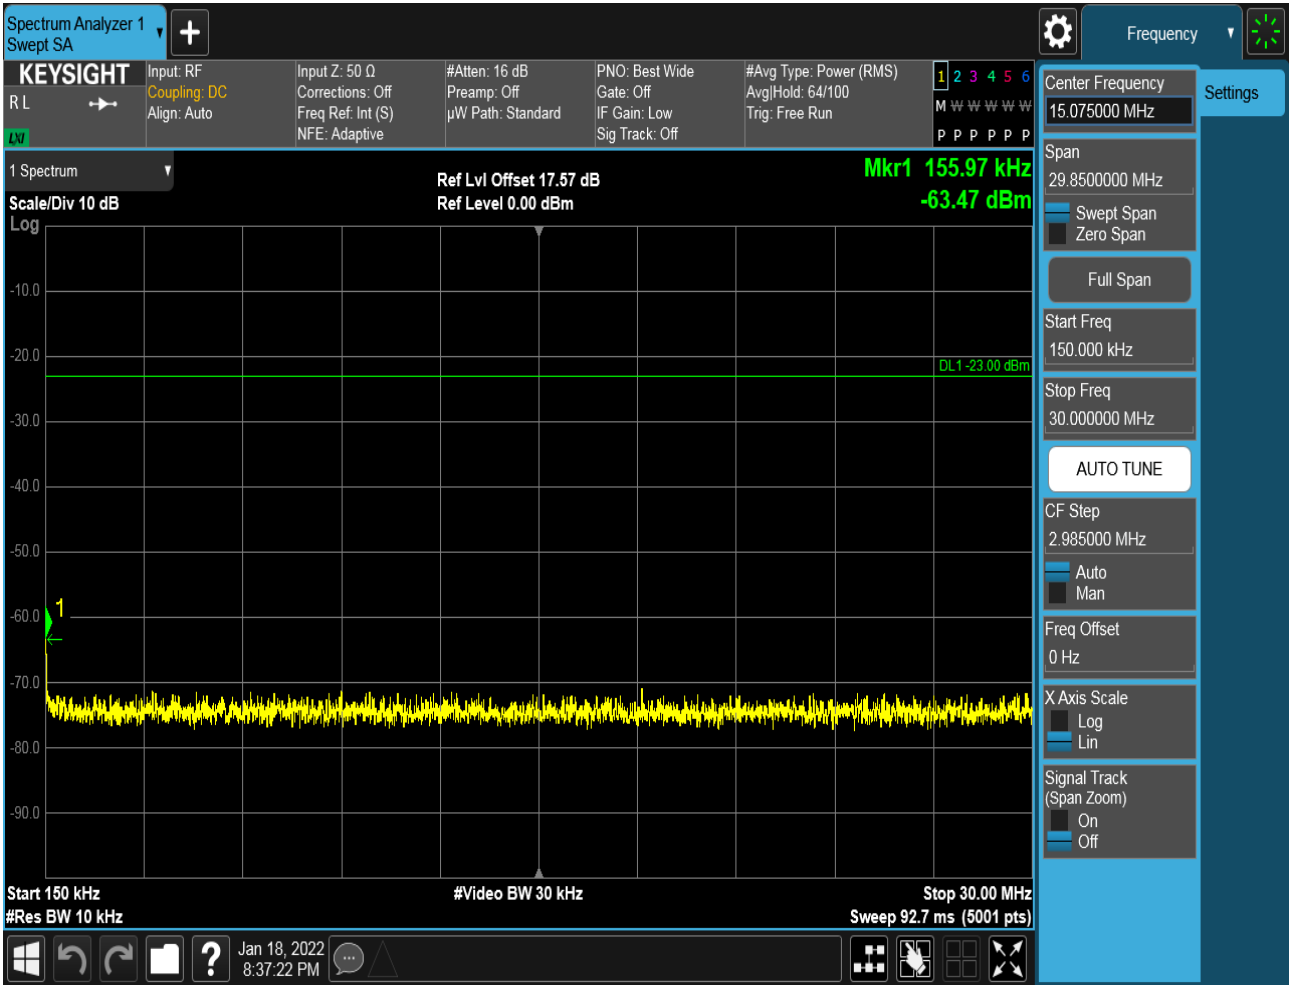 Spectrum Analyzer 1
Swept SA
Frequency
KEYSIGHT
R L
LXI
Input: RF
Coupling: DC
Align: Auto
Input Z: 50 Ω
Corrections: Off
Freq Ref: Int (S)
NFE: Adaptive
#Atten: 16 dB
Preamp: Off
µW Path: Standard
PNO: Best Wide
Gate: Off
IF Gain: Low
Sig Track: Off
#Avg Type: Power (RMS)
Avg|Hold: 64/100
Trig: Free Run
1 2 3 4 5 6
M W W W W W
P P P P P P
1 Spectrum
Scale/Div 10 dB
Log
Ref Lvl Offset 17.57 dB
Ref Level 0.00 dBm
Mkr1 155.97 kHz
-63.47 dBm
-10.0
-20.0
DL1 -23.00 dBm
-30.0
-40.0
-50.0
-60.0
1
-70.0
-80.0
-90.0
Start 150 kHz
#Video BW 30 kHz
Stop 30.00 MHz
#Res BW 10 kHz
Sweep 92.7 ms (5001 pts)
?
Jan 18, 2022
8:37:22 PM
Center Frequency
15.075000 MHz
Settings
Span
29.8500000 MHz
Swept Span
Zero Span
Full Span
Start Freq
150.000 kHz
Stop Freq
30.000000 MHz
AUTO TUNE
CF Step
2.985000 MHz
Auto
Man
Freq Offset
0 Hz
X Axis Scale
Log
Lin
Signal Track
(Span Zoom)
On
Off